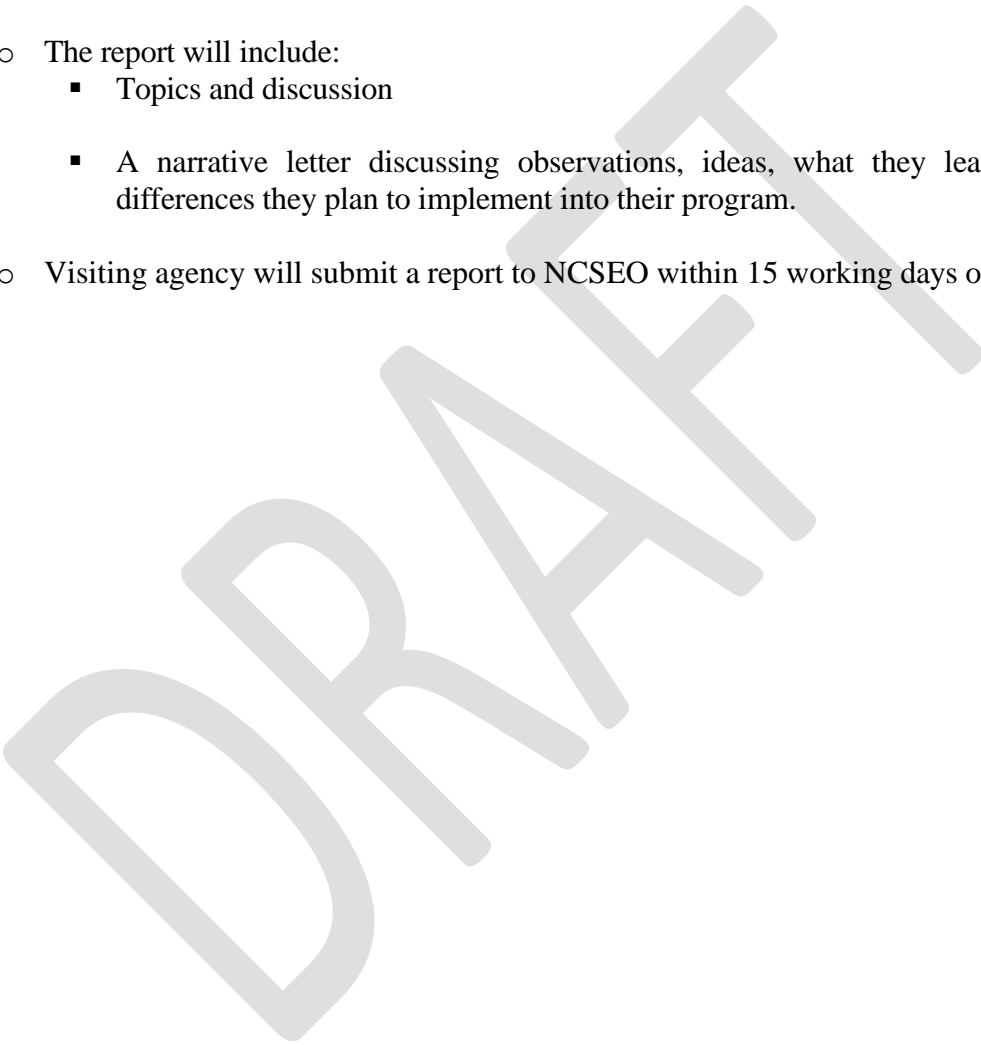 o The report will include:
▪ Topics and discussion
▪ A narrative letter discussing observations, ideas, what they lea
differences they plan to implement into their program.
o Visiting agency will submit a report to NCSEO within 15 working days o
DRAFT